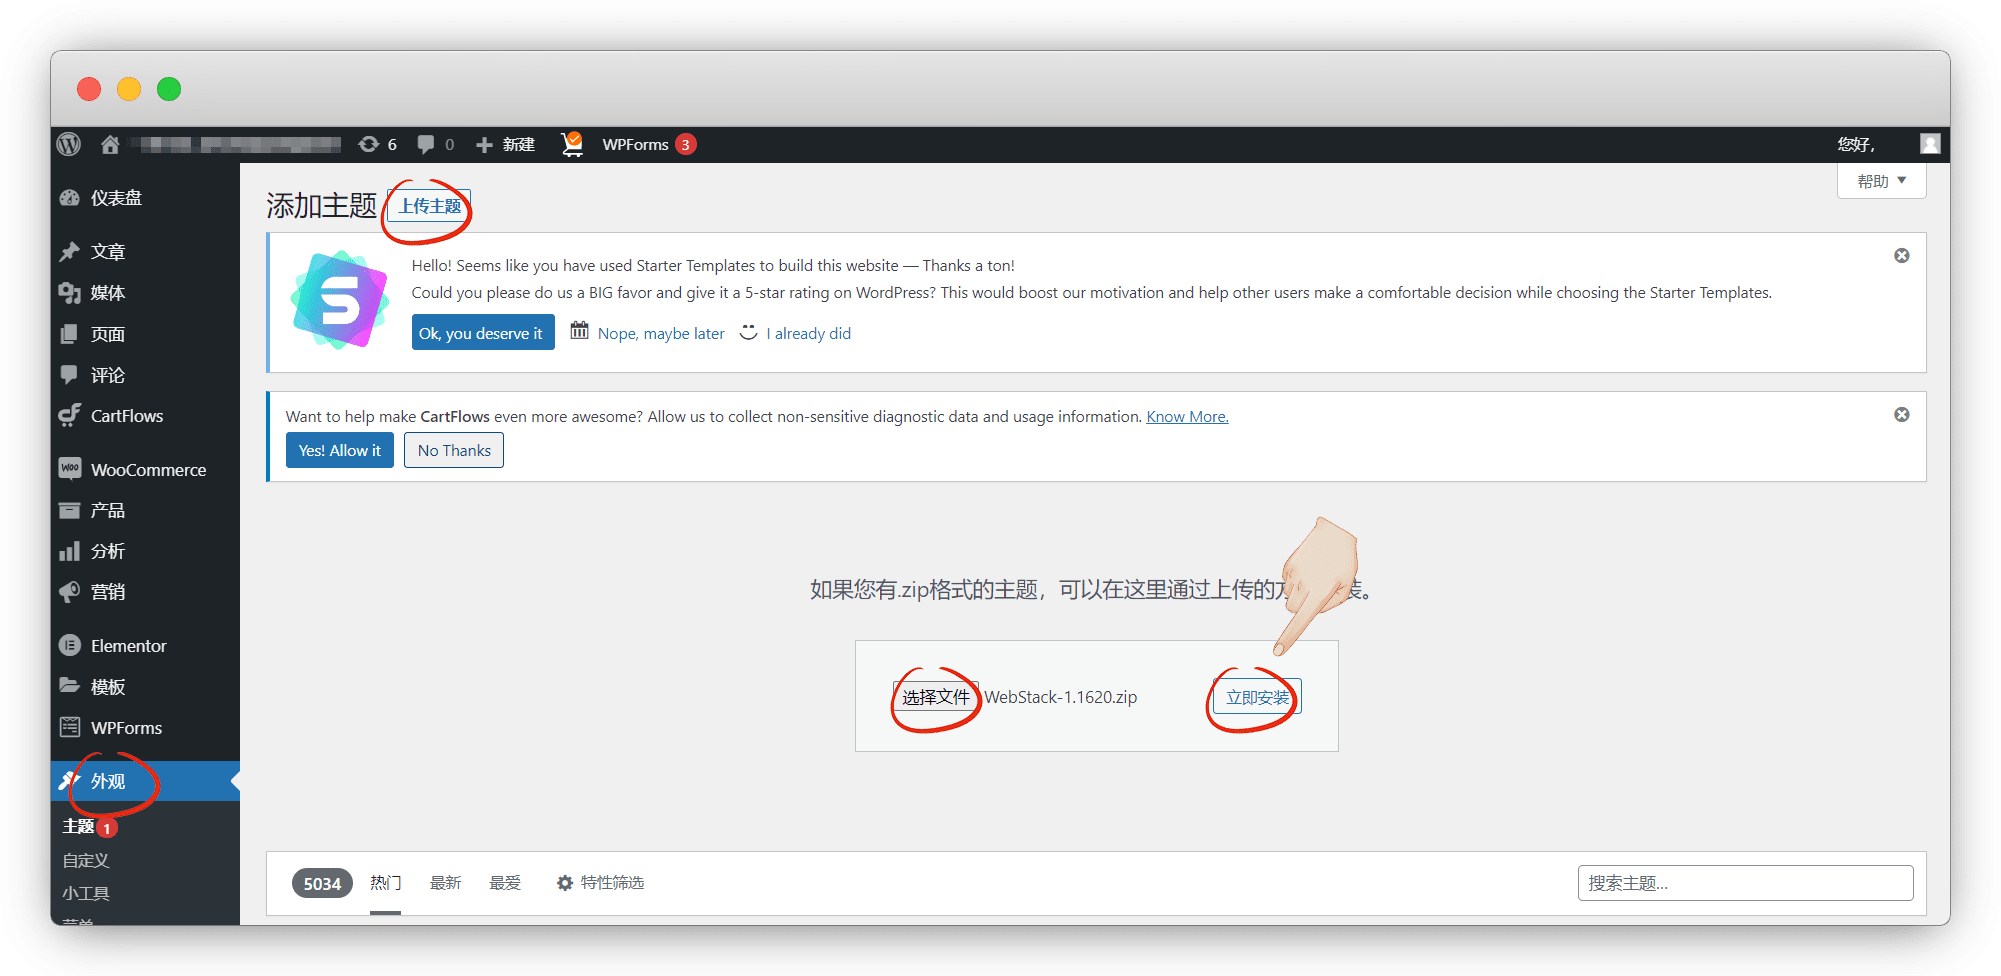 6 0 新建 WPForms 3 您好,
帮助
仪表盘
文章
媒体
页面
评论
CartFlows
WooCommerce
产品
分析
营销
Elementor
模板
WPForms
外观
主题 1
自定义
小工具
添加主题 上传主题
Hello! Seems like you have used Starter Templates to build this website — Thanks a ton!
Could you please do us a BIG favor and give it a 5-star rating on WordPress? This would boost our motivation and help other users make a comfortable decision while choosing the Starter Templates.
Ok, you deserve it Nope, maybe later I already did
Want to help make CartFlows even more awesome? Allow us to collect non-sensitive diagnostic data and usage information. Know More.
Yes! Allow it No Thanks
如果您有.zip格式的主题，可以在这里通过上传的方 装。
选择文件 WebStack-1.1620.zip 立即安装
5034 热门 最新 最爱 特性筛选 搜索主题...